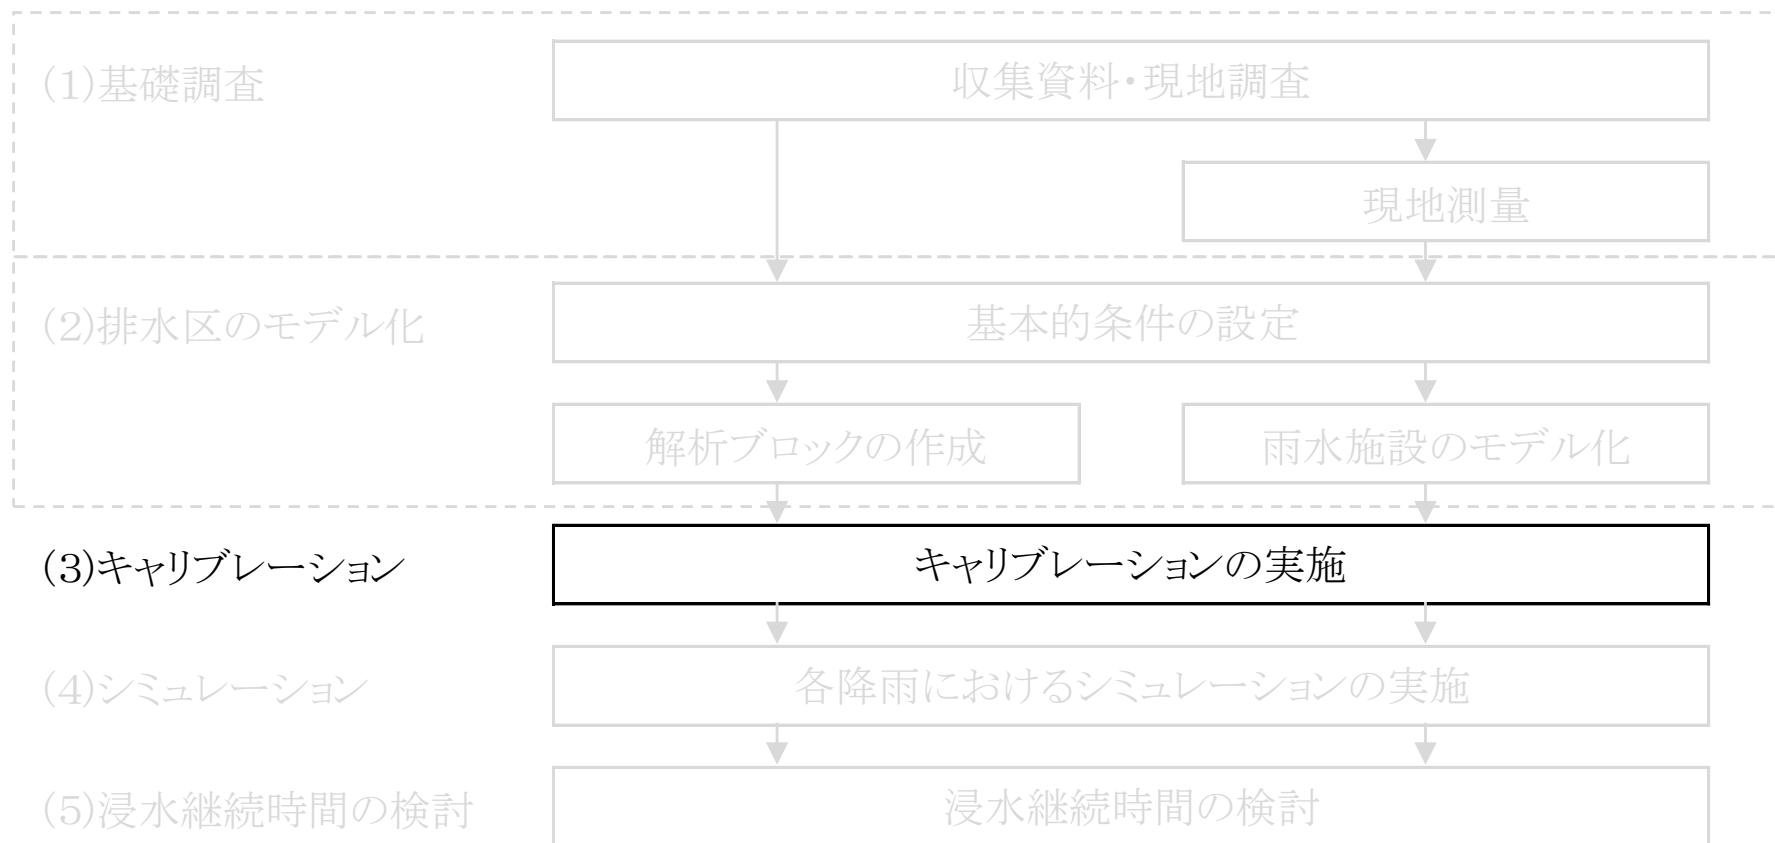 (1)基礎調査
収集資料・現地調査
現地測量
(2)排水区のモデル化
基本的条件の設定
解析ブロックの作成
雨水施設のモデル化
(3)キャリブレーション
キャリブレーションの実施
(4)シミュレーション
各降雨におけるシミュレーションの実施
(5)浸水継続時間の検討
浸水継続時間の検討